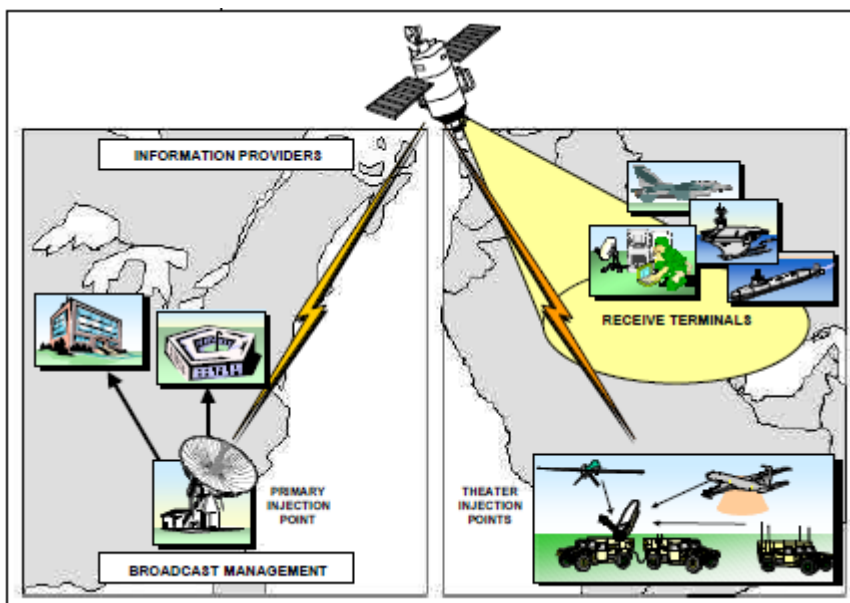 INFORMATION PROVIDERS
RECEIVE TERMINALS
PRIMARY
INJECTION
POINT
THEATER
INJECTION
POINTS
BROADCAST MANAGEMENT